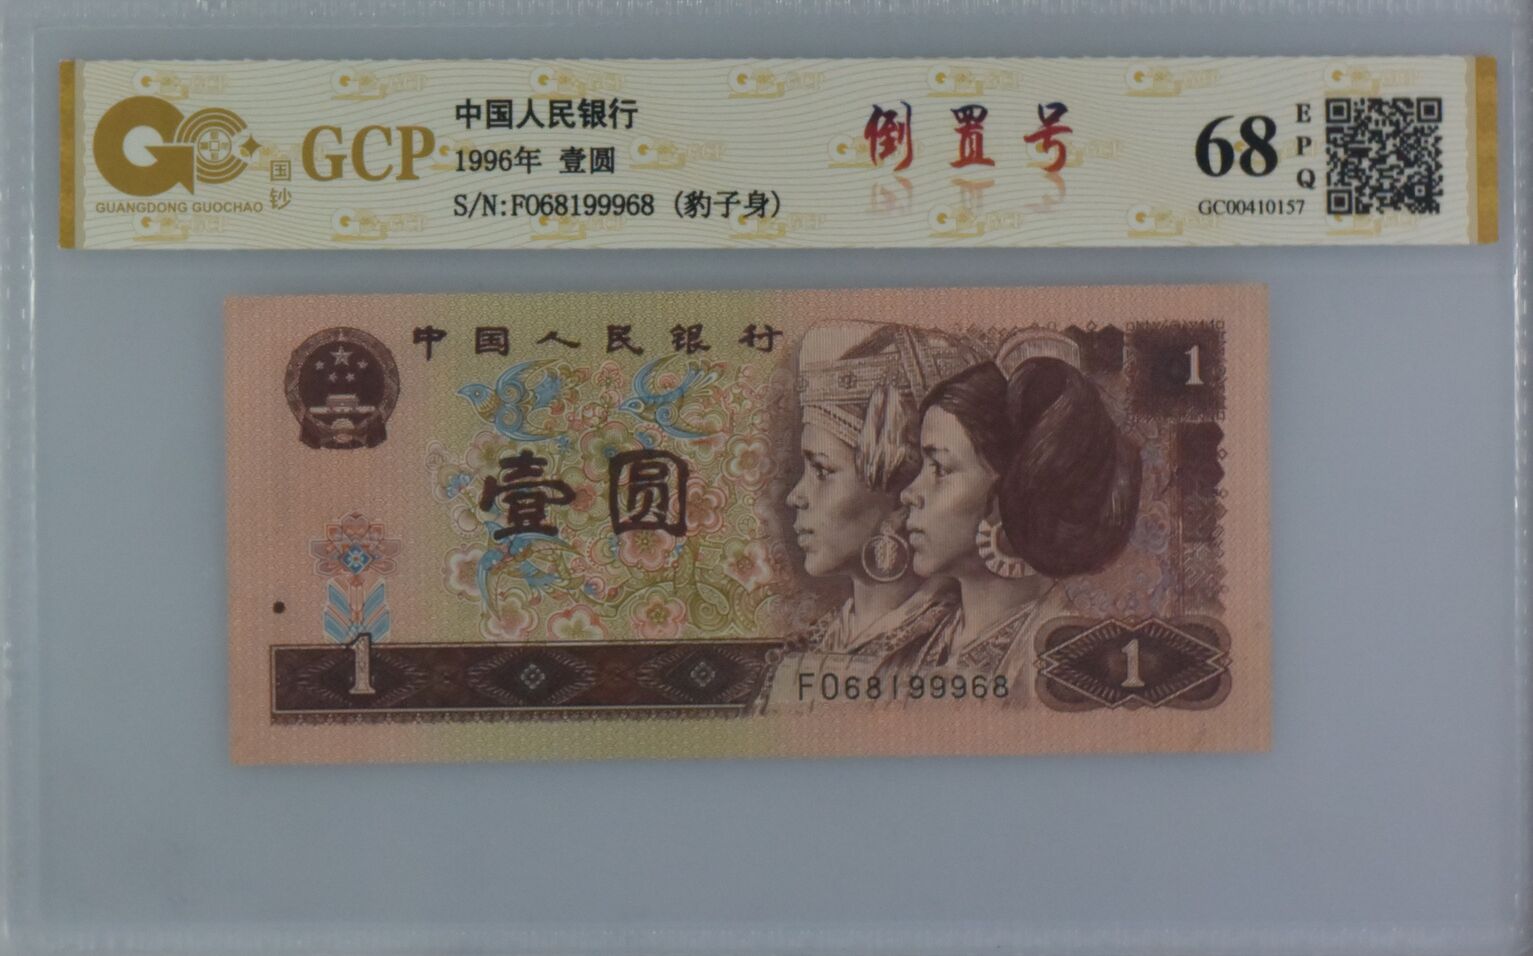 中国人民银行
1996年 壹圆
S/N:F068199968 (豹子身)
国钞
GCP
GUANGDONG GUOCHAO
倒置号
68
EPQ
GC00410157
中国人民银行
1
壹圆
1
1
F068199968